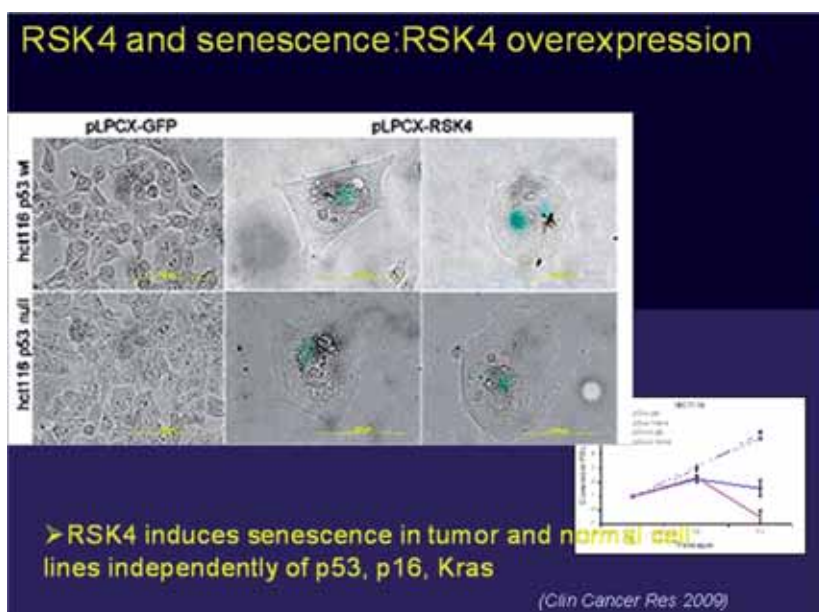 RSK4 and senescence:RSK4 overexpression
pLPCX-GFP
pLPCX-RSK4
hct116 p53 wt
hct116 p53 null
➢RSK4 induces senescence in tumor and normal cell
lines independently of p53, p16, Kras
(Clin Cancer Res 2009)